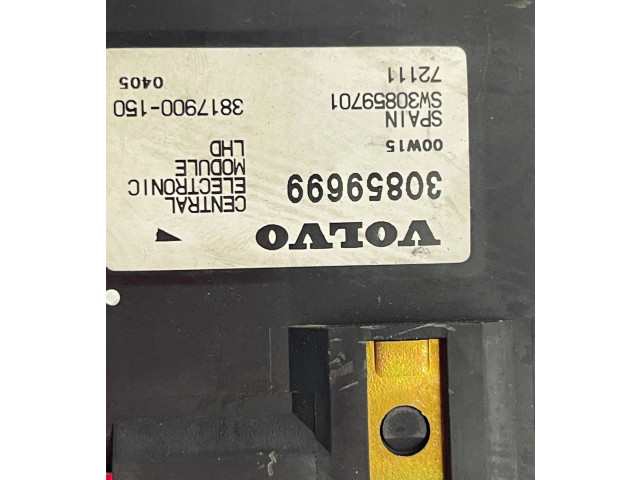 VOLVO
30859699
00W15
SPAIN
SW30859701
72111
CENTRAL
ELECTRONIC
MODULE
LHD
3817900-150
0405